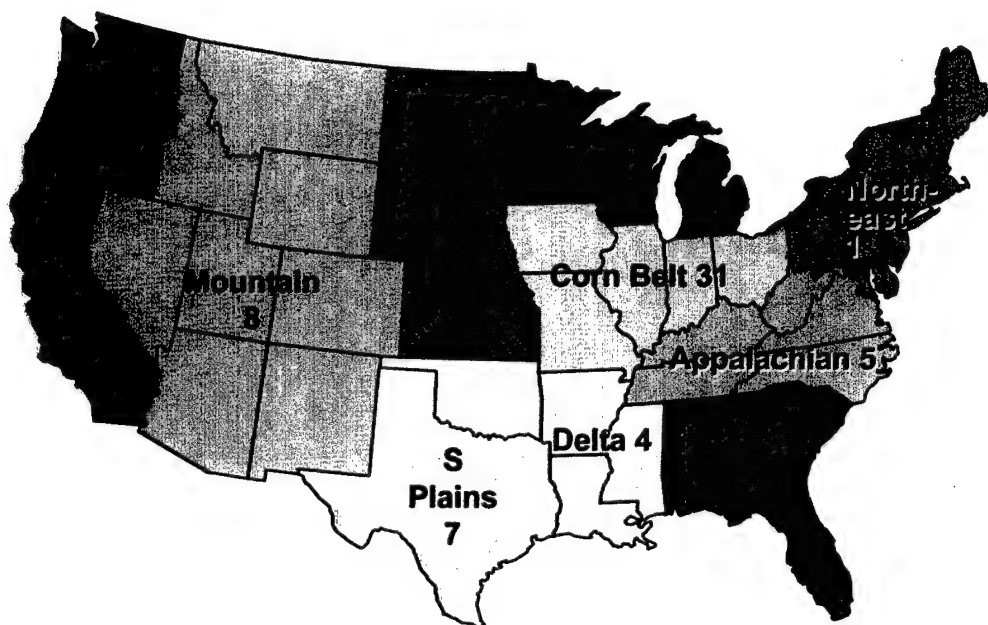 North-
east
1
Corn Belt 31
Mountain
8
Appalachian 5
Delta 4
S
Plains
7